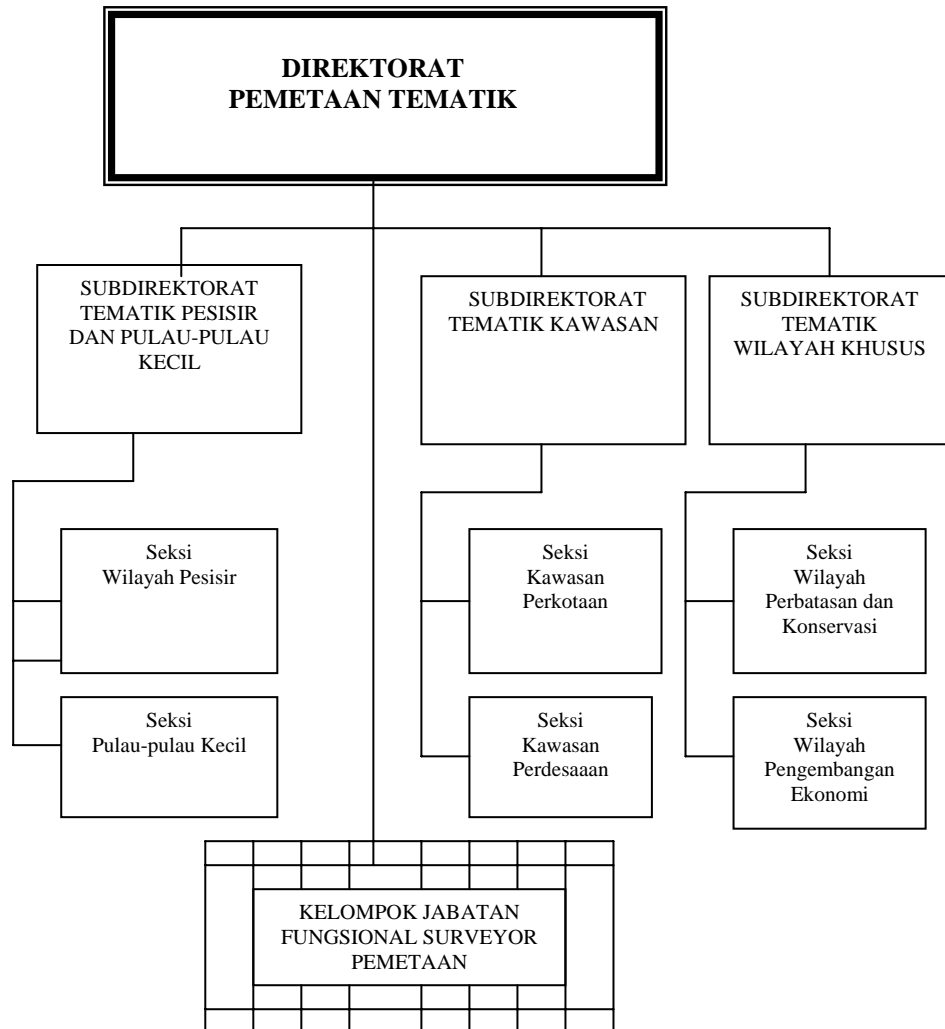 DIREKTORAT
PEMETAAN TEMATIK
SUBDIREKTORAT
TEMATIK PESISIR
DAN PULAU-PULAU
KECIL
SUBDIREKTORAT
TEMATIK KAWASAN
SUBDIREKTORAT
TEMATIK
WILAYAH KHUSUS
Seksi
Wilayah Pesisir
Seksi
Kawasan
Perkotaan
Seksi
Wilayah
Perbatasan dan
Konservasi
Seksi
Pulau-pulau Kecil
Seksi
Kawasan
Perdesaaan
Seksi
Wilayah
Pengembangan
Ekonomi
KELOMPOK JABATAN
FUNGSIONAL SURVEYOR
PEMETAAN